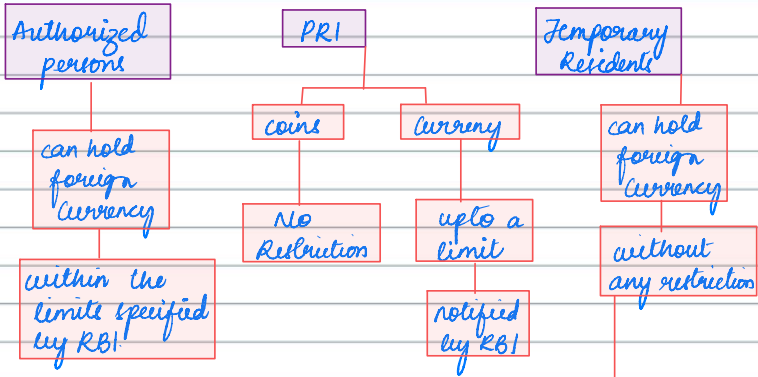 Authorized
persons
can hold
foreign
currency
within the
limits specified
by RBI.
PRI
coins
No
Restriction
Curreny
upto a
limit
notified
by RBI
Temporary
Residents
can hold
foreign
currency
without
any restriction